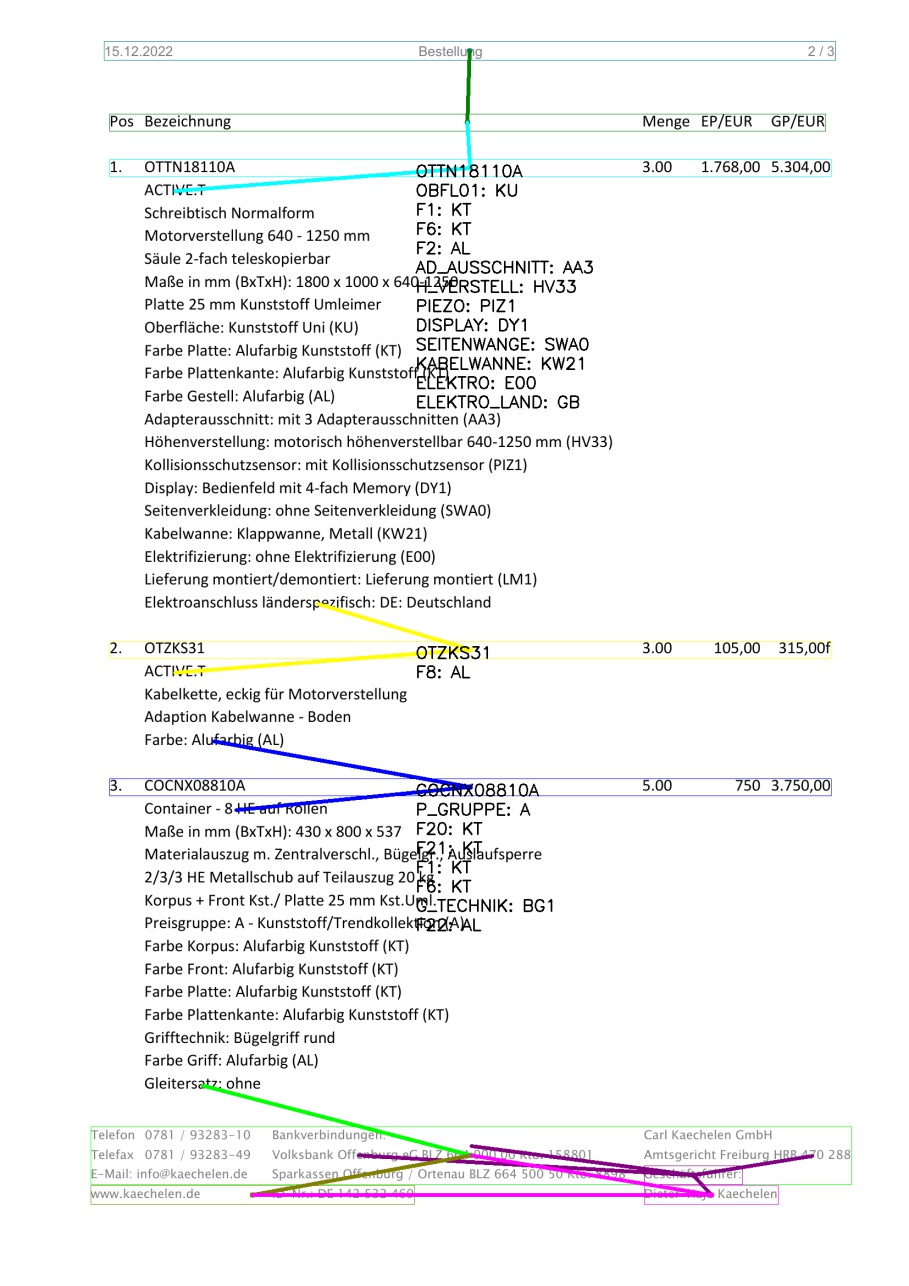 15.12.2022 Bestellung 2 / 3
Pos Bezeichnung Menge EP/EUR GP/EUR
1. OTTN18110A 3.00 1.768,00 5.304,00
OTTN18110A
ACTIVE.T
OBFL01: KU
Schreibtisch Normalform
F1: KT
Motorverstellung 640 - 1250 mm
F6: KT
Säule 2-fach teleskopierbar
F2: AL
AD_AUSSCHNITT: AA3
Maße in mm (BxTxH): 1800 x 1000 x 640-1250
H_VERSTELL: HV33
Platte 25 mm Kunststoff Umleimer
PIEZO: PIZ1
Oberfläche: Kunststoff Uni (KU)
DISPLAY: DY1
Farbe Platte: Alufarbig Kunststoff (KT)
SEITENWANGE: SWA0
KABELWANNE: KW21
Farbe Plattenkante: Alufarbig Kunststoff (KT)
ELEKTRO: E00
Farbe Gestell: Alufarbig (AL)
ELEKTRO_LAND: GB
Adapterausschnitt: mit 3 Adapterausschnitten (AA3)
Höhenverstellung: motorisch höhenverstellbar 640-1250 mm (HV33)
Kollisionsschutzsensor: mit Kollisionsschutzsensor (PIZ1)
Display: Bedienfeld mit 4-fach Memory (DY1)
Seitenverkleidung: ohne Seitenverkleidung (SWA0)
Kabelwanne: Klappwanne, Metall (KW21)
Elektrifizierung: ohne Elektrifizierung (E00)
Lieferung montiert/demontiert: Lieferung montiert (LM1)
Elektroanschluss länderspezifisch: DE: Deutschland
2. OTZKS31 3.00 105,00 315,00f
OTZKS31
ACTIVE.T
F8: AL
Kabelkette, eckig für Motorverstellung
Adaption Kabelwanne - Boden
Farbe: Alufarbig (AL)
3. COCNX08810A 5.00 750 3.750,00
COCNX08810A
Container - 8 HE auf Rollen
P_GRUPPE: A
Maße in mm (BxTxH): 430 x 800 x 537
F20: KT
F21: KT
Materialauszug m. Zentralverschl., Bügelgr., Auslaufsperre
F1: KT
2/3/3 HE Metallschub auf Teilauszug 20 kg
F6: KT
Korpus + Front Kst./ Platte 25 mm Kst.Uml.
G_TECHNIK: BG1
Preisgruppe: A - Kunststoff/Trendkollektion (A)
F22: AL
Farbe Korpus: Alufarbig Kunststoff (KT)
Farbe Front: Alufarbig Kunststoff (KT)
Farbe Platte: Alufarbig Kunststoff (KT)
Farbe Plattenkante: Alufarbig Kunststoff (KT)
Grifftechnik: Bügelgriff rund
Farbe Griff: Alufarbig (AL)
Gleitersatz: ohne
Telefon 0781 / 93283-10 Bankverbindungen: Carl Kaechelen GmbH
Telefax 0781 / 93283-49 Volksbank Offenburg eG BLZ 158801 Amtsgericht Freiburg HRB 470 288
E-Mail: info@kaechelen.de Sparkassen Offenburg / Ortenau BLZ 664 500 50 Geschäftsführer:
www.kaechelen.de ID-Nr.: DE 142 532 460 Kaechelen